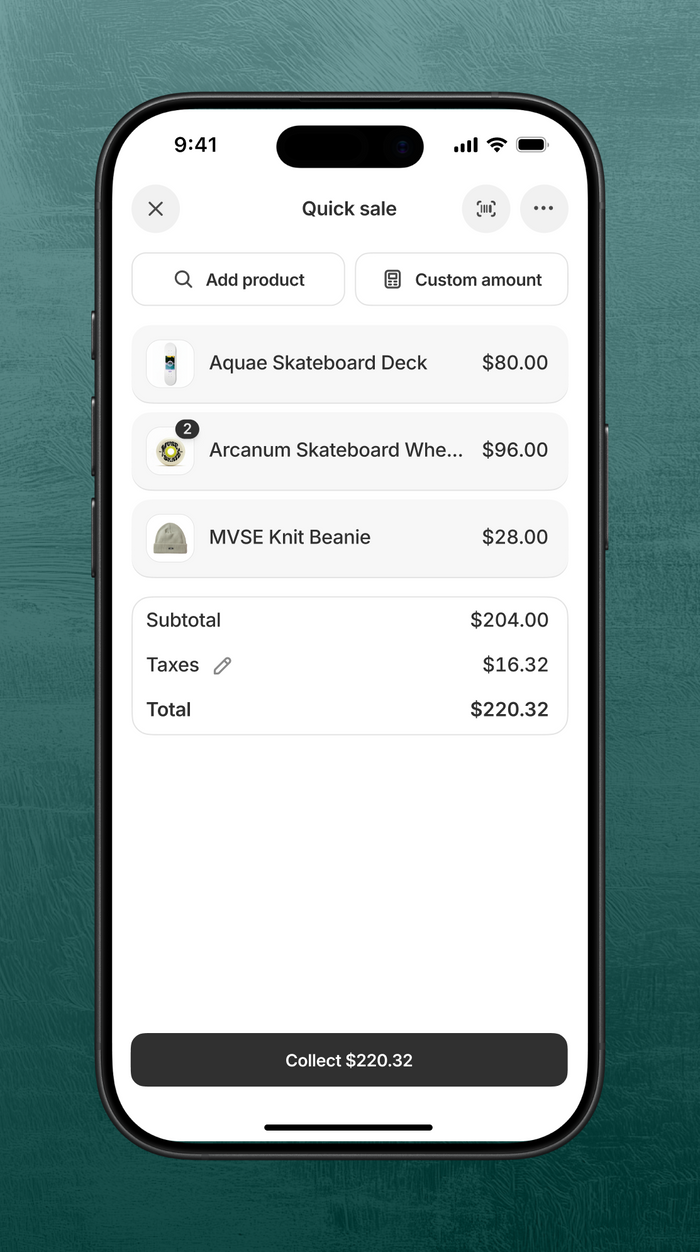 9:41
Quick sale
Add product
Custom amount
Aquae Skateboard Deck $80.00
2
Arcanum Skateboard Whe... $96.00
MVSE Knit Beanie $28.00
Subtotal $204.00
Taxes $16.32
Total $220.32
Collect $220.32